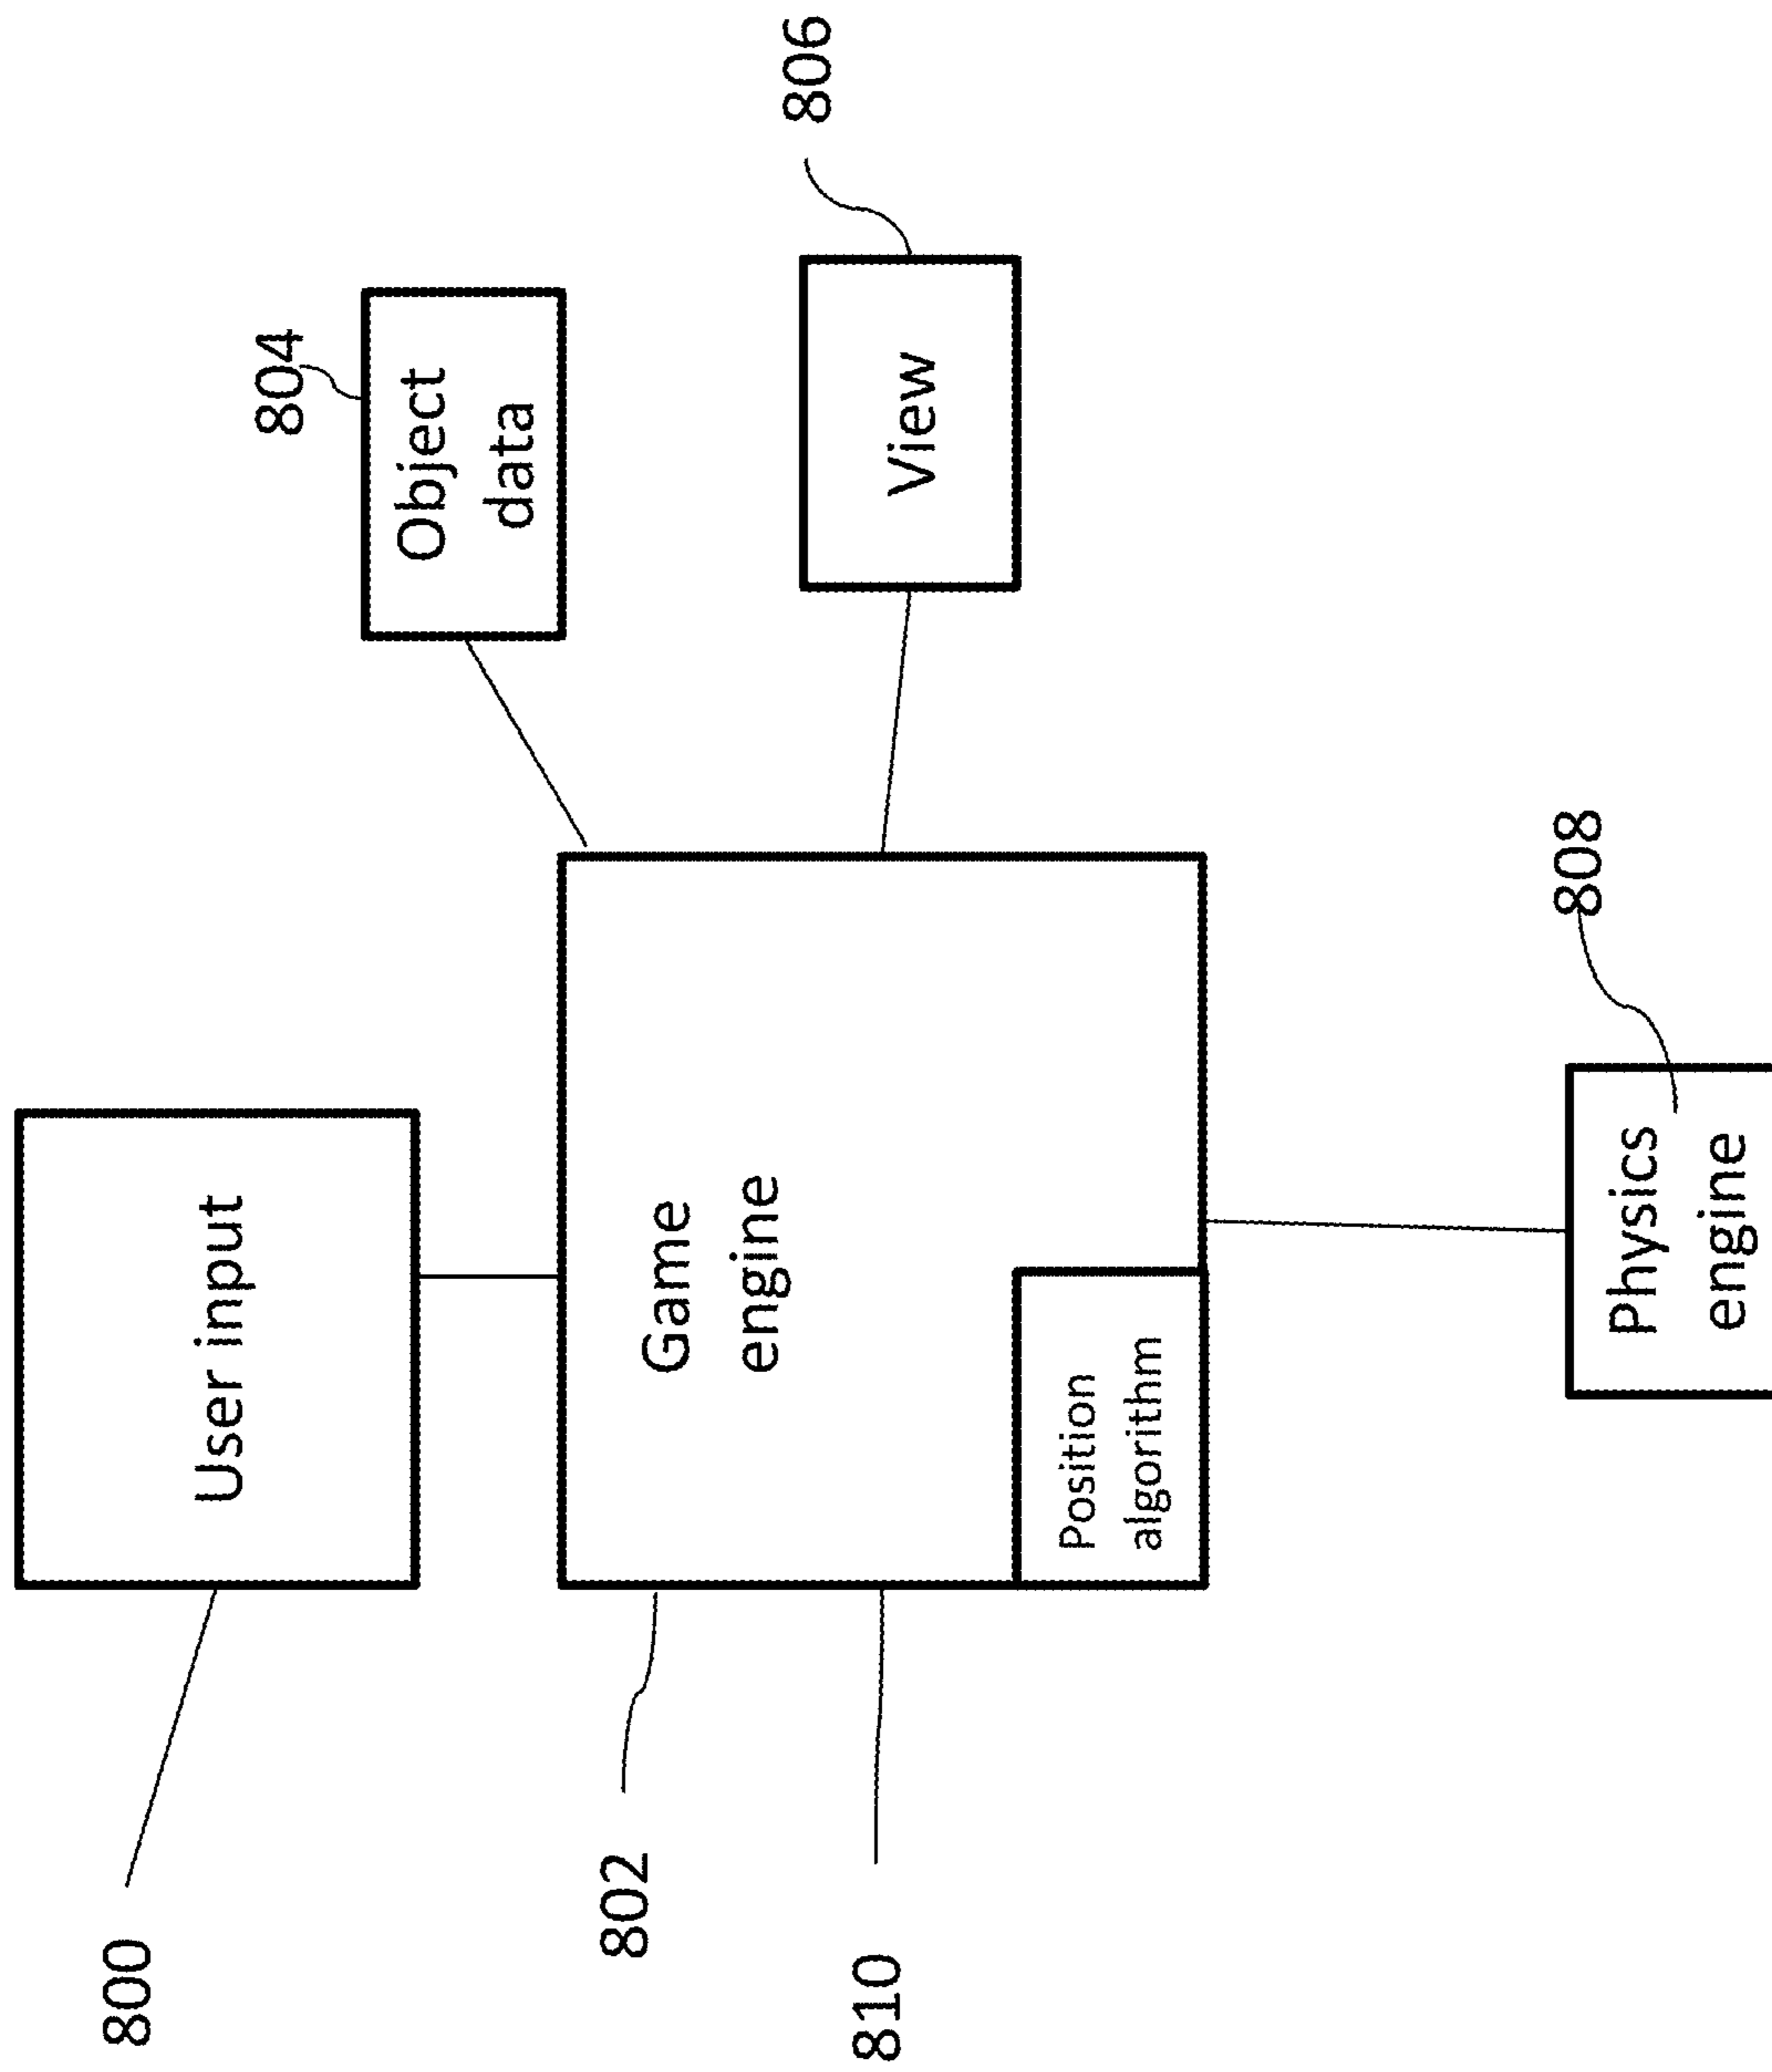 800
User input
802
Game
engine
810
Position
algorithm
804
Object
data
806
View
808
Physics
engine